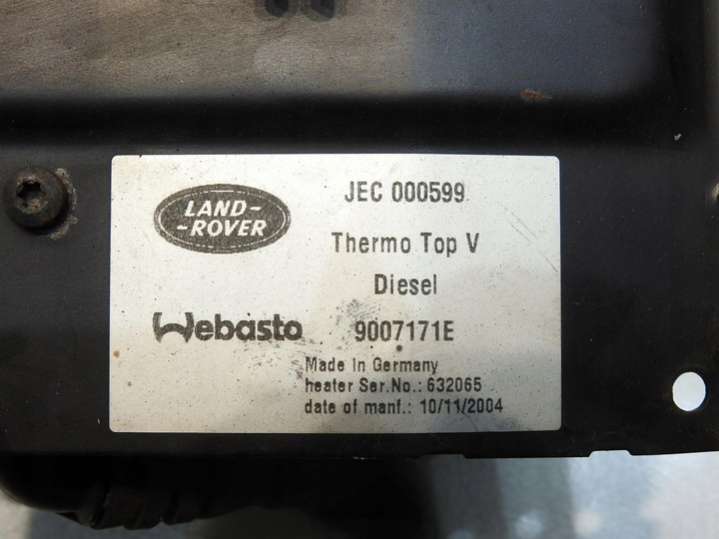 LAND-
-ROVER
JEC 000599
Thermo Top V
Diesel
Webasto
9007171E
Made in Germany
heater Ser.No.: 632065
date of manf.: 10/11/2004